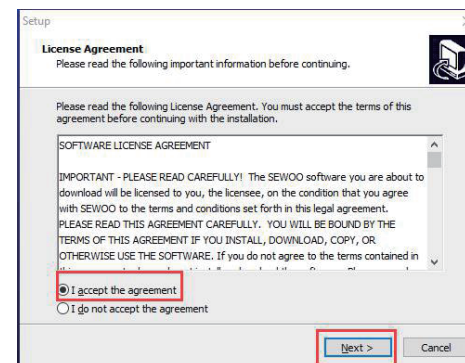 Setup
License Agreement
Please read the following important information before continuing.
Please read the following License Agreement. You must accept the terms of this
agreement before continuing with the installation.
SOFTWARE LICENSE AGREEMENT
IMPORTANT - PLEASE READ CAREFULLY! The SEWOO software you are about to
download will be licensed to you, the licensee, on the condition that you agree
with SEWOO to the terms and conditions set forth in this legal agreement.
PLEASE READ THIS AGREEMENT CAREFULLY. YOU WILL BE BOUND BY THE
TERMS OF THIS AGREEMENT IF YOU INSTALL, DOWNLOAD, COPY, OR
OTHERWISE USE THE SOFTWARE. If you do not agree to the terms contained in
I accept the agreement
I do not accept the agreement
Next >
Cancel